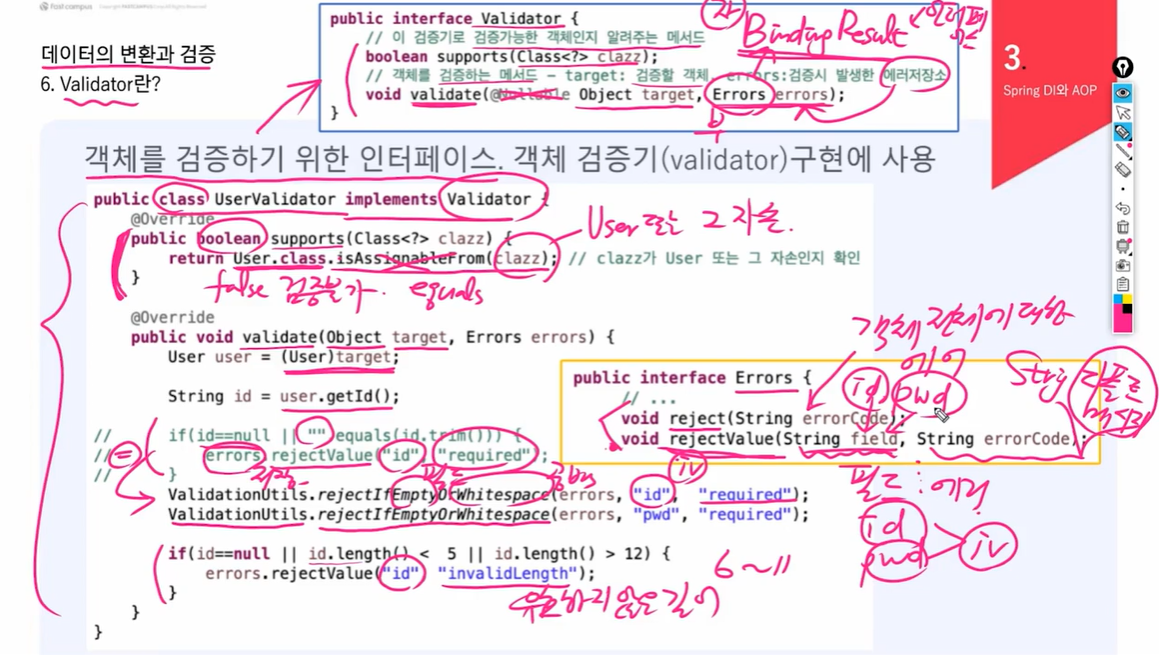 fast campus
데이터의 변환과 검증
6. Validator란?
public interface Validator {
// 이 검증기로 검증가능한 객체인지 알려주는 메서드
boolean supports(Class<?> clazz);
// 객체를 검증하는 메서드 - target: 검증할 객체, errors:검증시 발생한 에러저장소
void validate(@Nullable Object target, Errors errors);
}
자손
BindingResult
인터페이스
3.
Spring DI와 AOP
객체를 검증하기 위한 인터페이스. 객체 검증기(validator)구현에 사용
public class UserValidator implements Validator {
@Override
public boolean supports(Class<?> clazz) {
return User.class.isAssignableFrom(clazz); // clazz가 User 또는 그 자손인지 확인
}
User 또는 그 자손.
false 검증불가. equals
@Override
public void validate(Object target, Errors errors) {
User user = (User)target;
String id = user.getId();
// if(id==null || "".equals(id.trim())) {
// errors.rejectValue("id", "required");
// }
저장
필드
공백
ValidationUtils.rejectIfEmptyOrWhitespace(errors, "id", "required");
ValidationUtils.rejectIfEmptyOrWhitespace(errors, "pwd", "required");
if(id==null || id.length() < 5 || id.length() > 12) {
errors.rejectValue("id", "invalidLength");
}
6~11
유효하지 않은 길이
}
}
객체 전체에 대한
에러
id pwd
public interface Errors {
// ...
void reject(String errorCode);
void rejectValue(String field, String errorCode);
}
iv
필드 : 에러
id
pwd
iv